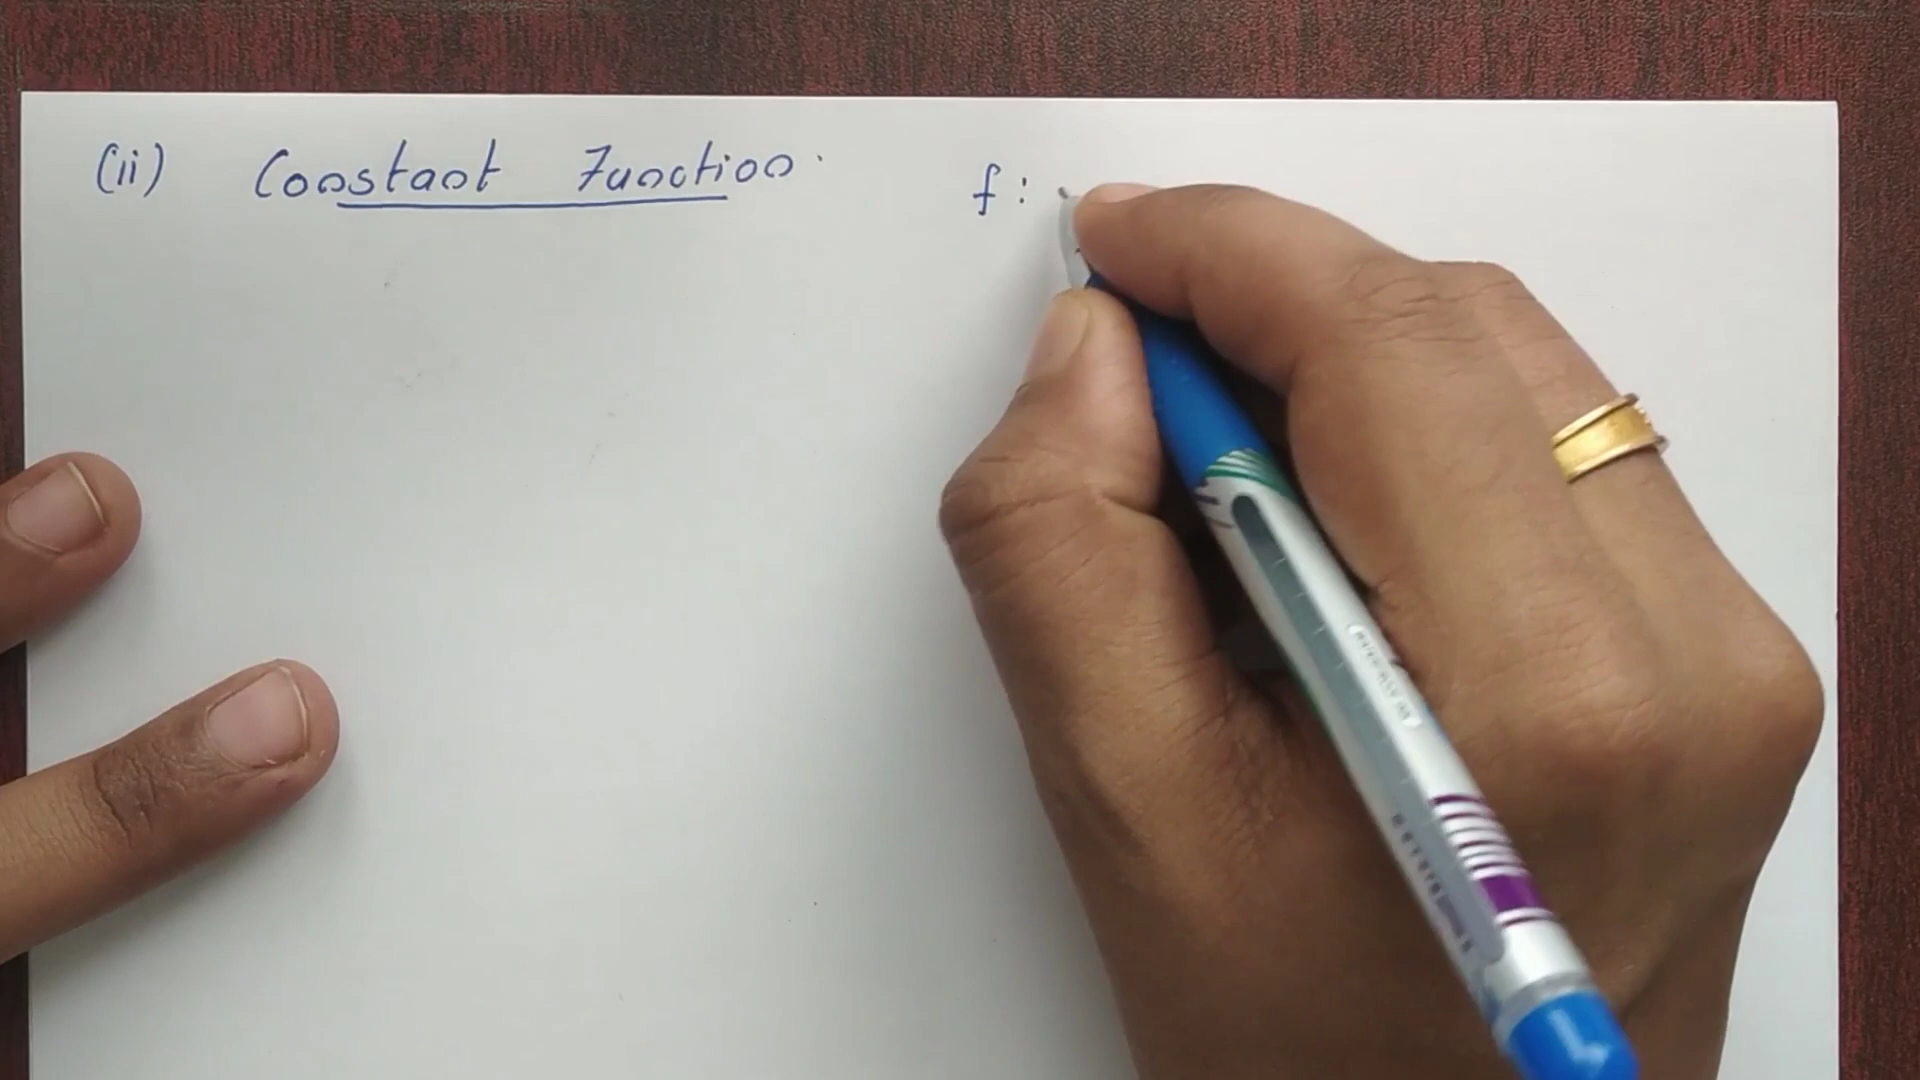 (ii) Constant Function. f :